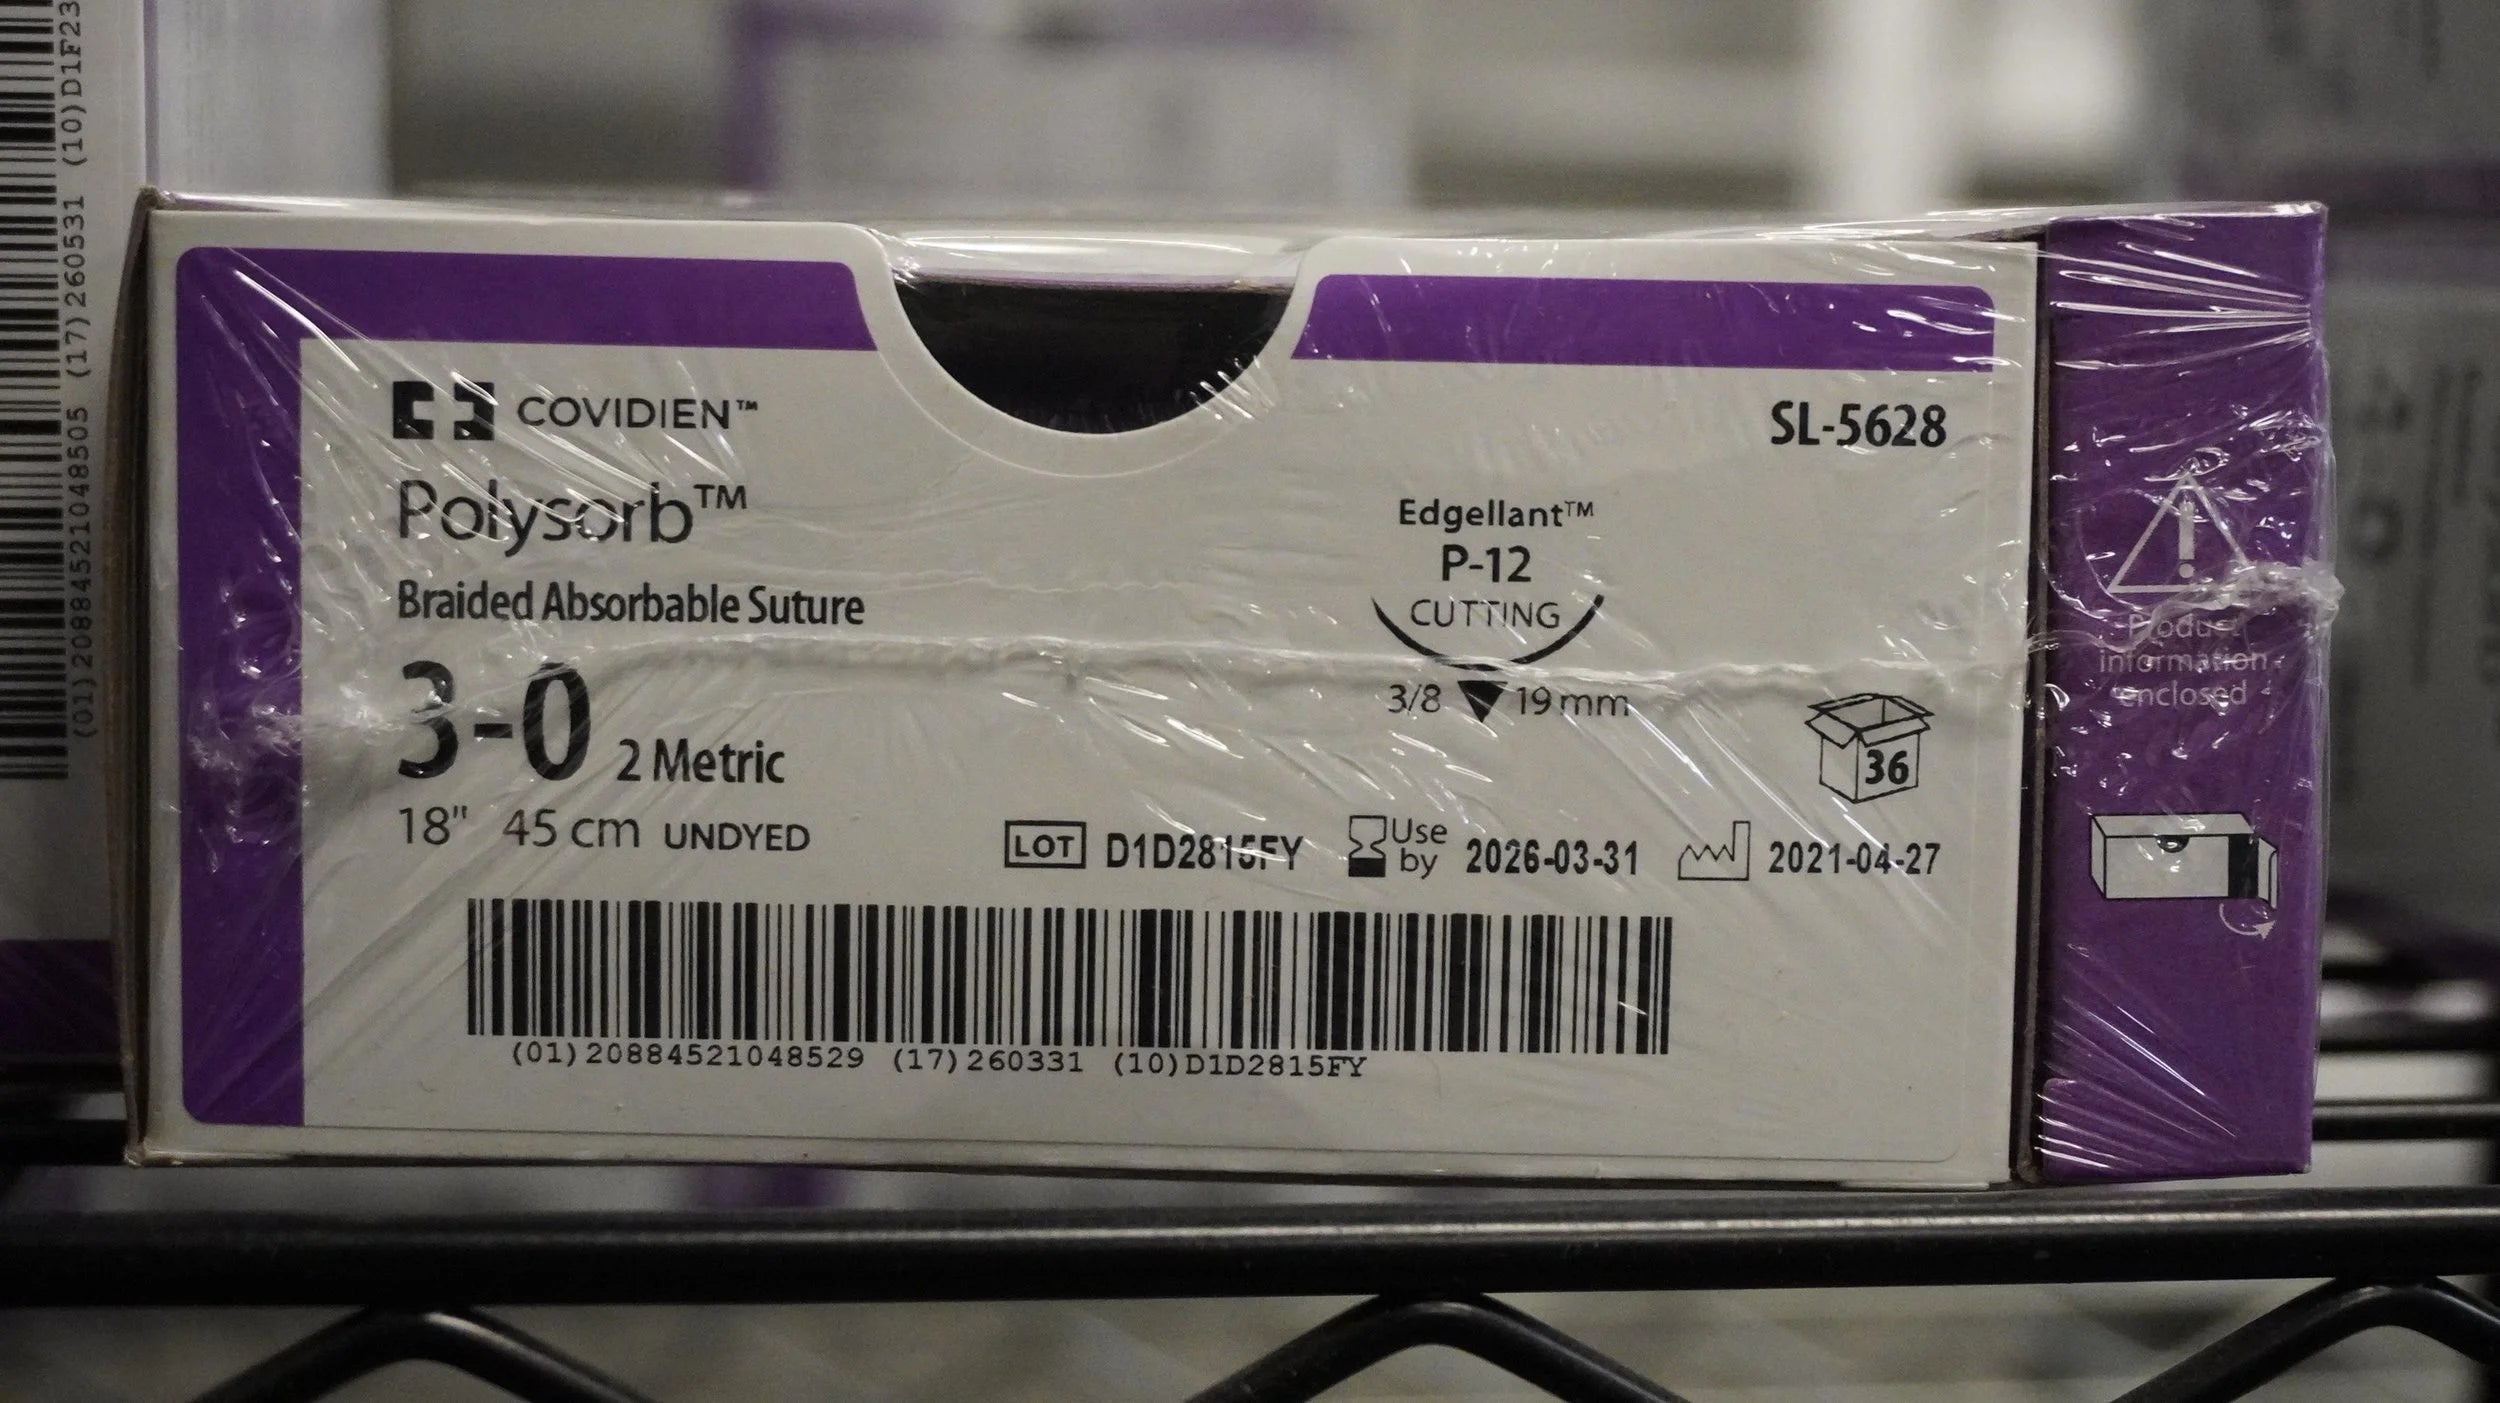 (01)20884521048505 (17)260531 (10)D1F23
COVIDIEN™
SL-5628
Polysorb™
Braided Absorbable Suture
3-0 2 Metric
18" 45 cm UNDYED
Edgellant™
P-12
CUTTING
3/8 19 mm
36
LOT D1D2815FY Use by 2026-03-31 2021-04-27
(01)20884521048529 (17)260331 (10)D1D2815FY
Product
information
enclosed